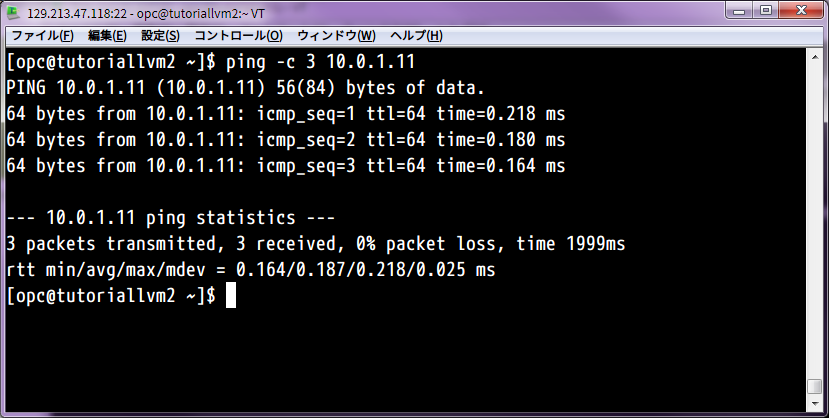 129.213.47.118:22 - opc@tutoriallvm2:~ VT
ファイル(F) 編集(E) 設定(S) コントロール(O) ウィンドウ(W) ヘルプ(H)
[opc@tutoriallvm2 ~]$ ping -c 3 10.0.1.11
PING 10.0.1.11 (10.0.1.11) 56(84) bytes of data.
64 bytes from 10.0.1.11: icmp_seq=1 ttl=64 time=0.218 ms
64 bytes from 10.0.1.11: icmp_seq=2 ttl=64 time=0.180 ms
64 bytes from 10.0.1.11: icmp_seq=3 ttl=64 time=0.164 ms
--- 10.0.1.11 ping statistics ---
3 packets transmitted, 3 received, 0% packet loss, time 1999ms
rtt min/avg/max/mdev = 0.164/0.187/0.218/0.025 ms
[opc@tutoriallvm2 ~]$